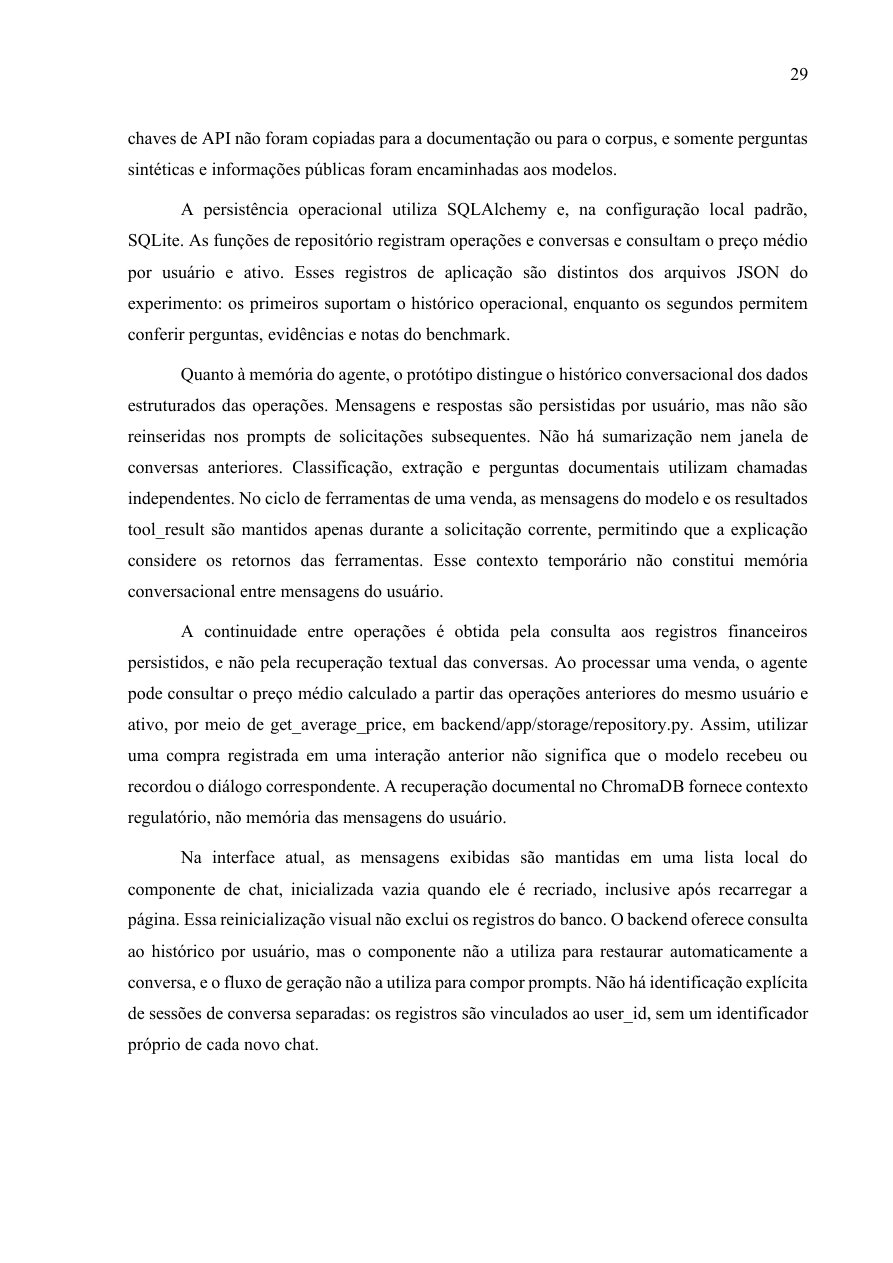 29
chaves de API não foram copiadas para a documentação ou para o corpus, e somente perguntas
sintéticas e informações públicas foram encaminhadas aos modelos.
A persistência operacional utiliza SQLAlchemy e, na configuração local padrão,
SQLite. As funções de repositório registram operações e conversas e consultam o preço médio
por usuário e ativo. Esses registros de aplicação são distintos dos arquivos JSON do
experimento: os primeiros suportam o histórico operacional, enquanto os segundos permitem
conferir perguntas, evidências e notas do benchmark.
Quanto à memória do agente, o protótipo distingue o histórico conversacional dos dados
estruturados das operações. Mensagens e respostas são persistidas por usuário, mas não são
reinseridas nos prompts de solicitações subsequentes. Não há sumarização nem janela de
conversas anteriores. Classificação, extração e perguntas documentais utilizam chamadas
independentes. No ciclo de ferramentas de uma venda, as mensagens do modelo e os resultados
tool_result são mantidos apenas durante a solicitação corrente, permitindo que a explicação
considere os retornos das ferramentas. Esse contexto temporário não constitui memória
conversacional entre mensagens do usuário.
A continuidade entre operações é obtida pela consulta aos registros financeiros
persistidos, e não pela recuperação textual das conversas. Ao processar uma venda, o agente
pode consultar o preço médio calculado a partir das operações anteriores do mesmo usuário e
ativo, por meio de get_average_price, em backend/app/storage/repository.py. Assim, utilizar
uma compra registrada em uma interação anterior não significa que o modelo recebeu ou
recordou o diálogo correspondente. A recuperação documental no ChromaDB fornece contexto
regulatório, não memória das mensagens do usuário.
Na interface atual, as mensagens exibidas são mantidas em uma lista local do
componente de chat, inicializada vazia quando ele é recriado, inclusive após recarregar a
página. Essa reinicialização visual não exclui os registros do banco. O backend oferece consulta
ao histórico por usuário, mas o componente não a utiliza para restaurar automaticamente a
conversa, e o fluxo de geração não a utiliza para compor prompts. Não há identificação explícita
de sessões de conversa separadas: os registros são vinculados ao user_id, sem um identificador
próprio de cada novo chat.